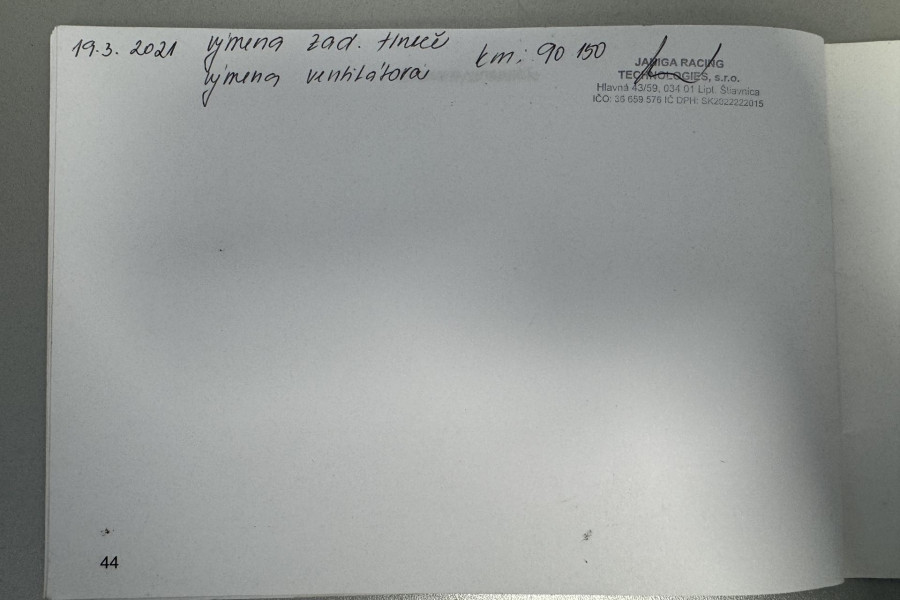 19.3. 2021 výmena zad. tlmič km: 90 150
výmena ventilátora
JANIGA RACING
TECHNOLOGIES, s.r.o.
Hlavná 43/59, 034 01 Lipt. Štiavnica
IČO: 35 659 576 IČ DPH: SK2022222015
44